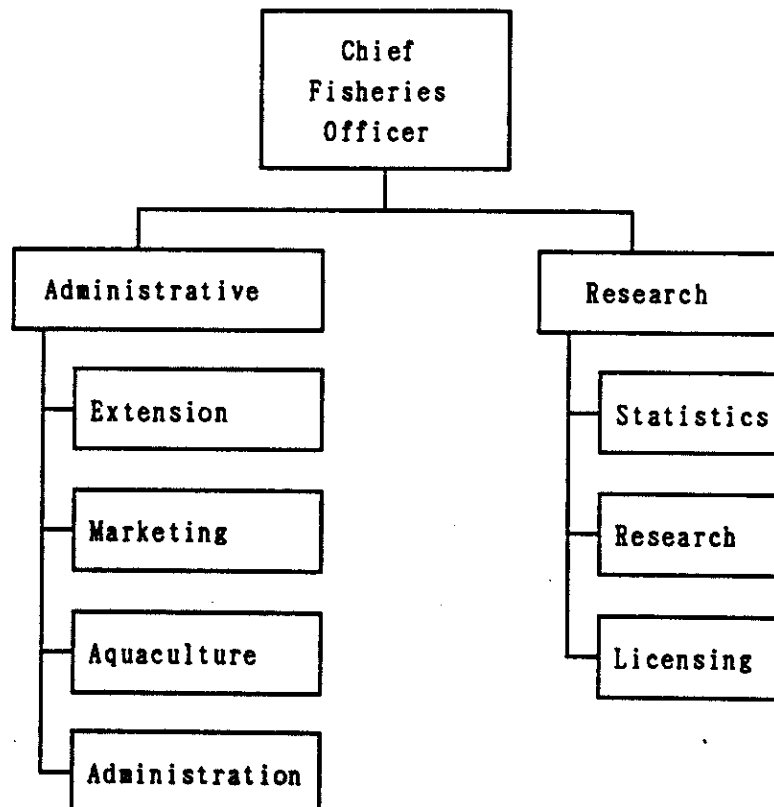 Chief
Fisheries
Officer
Administrative
Research
Extension
Statistics
Marketing
Research
Aquaculture
Licensing
Administration